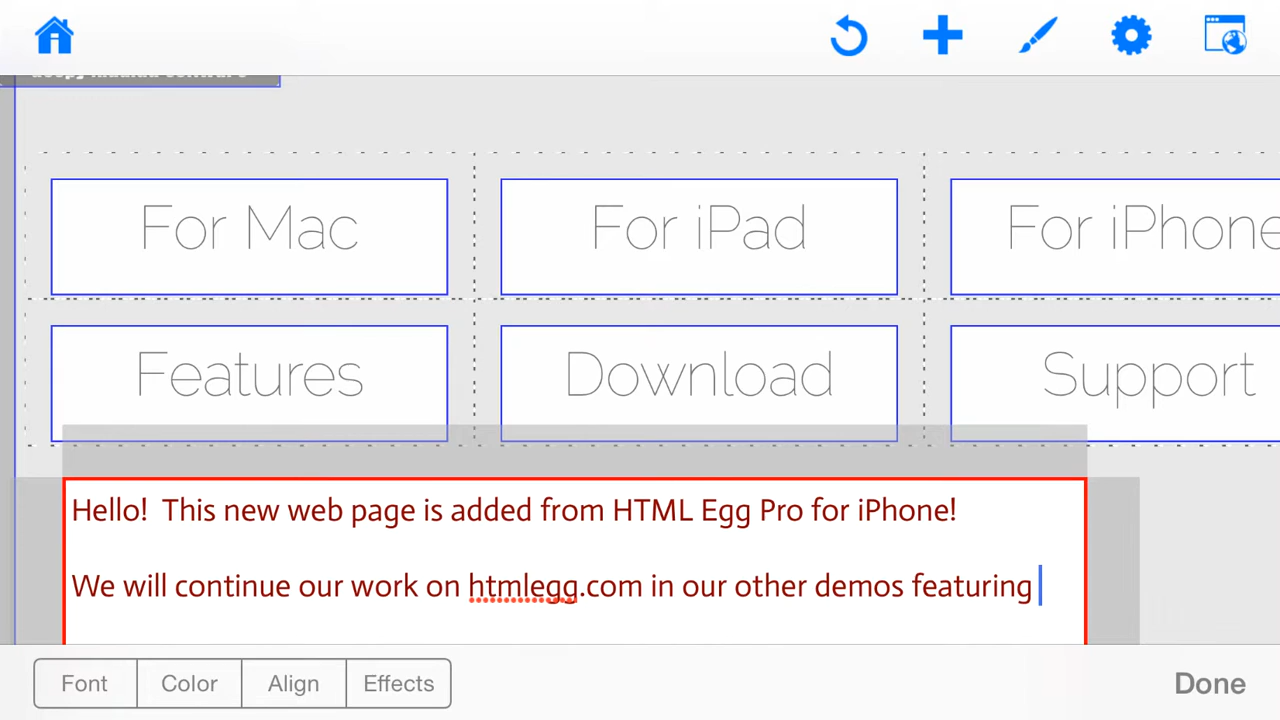 For Mac
For iPad
For iPhone
Features
Download
Support
Hello!  This new web page is added from HTML Egg Pro for iPhone!
We will continue our work on htmlegg.com in our other demos featuring
Font
Color
Align
Effects
Done